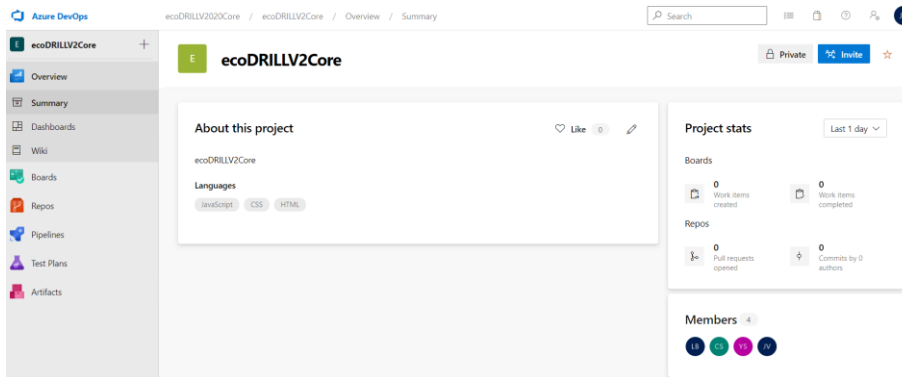 Azure DevOps
ecoDRILLV2020Core / ecoDRILLV2Core / Overview / Summary
Search
E ecoDRILLV2Core
Overview
Summary
Dashboards
Wiki
Boards
Repos
Pipelines
Test Plans
Artifacts
E ecoDRILLV2Core
Private
Invite
About this project
Like 0
ecoDRILLV2Core
Languages
JavaScript CSS HTML
Project stats
Last 1 day
Boards
0
Work items
created
0
Work items
completed
Repos
0
Pull requests
opened
0
Commits by 0
authors
Members 4
LB CS YS JV